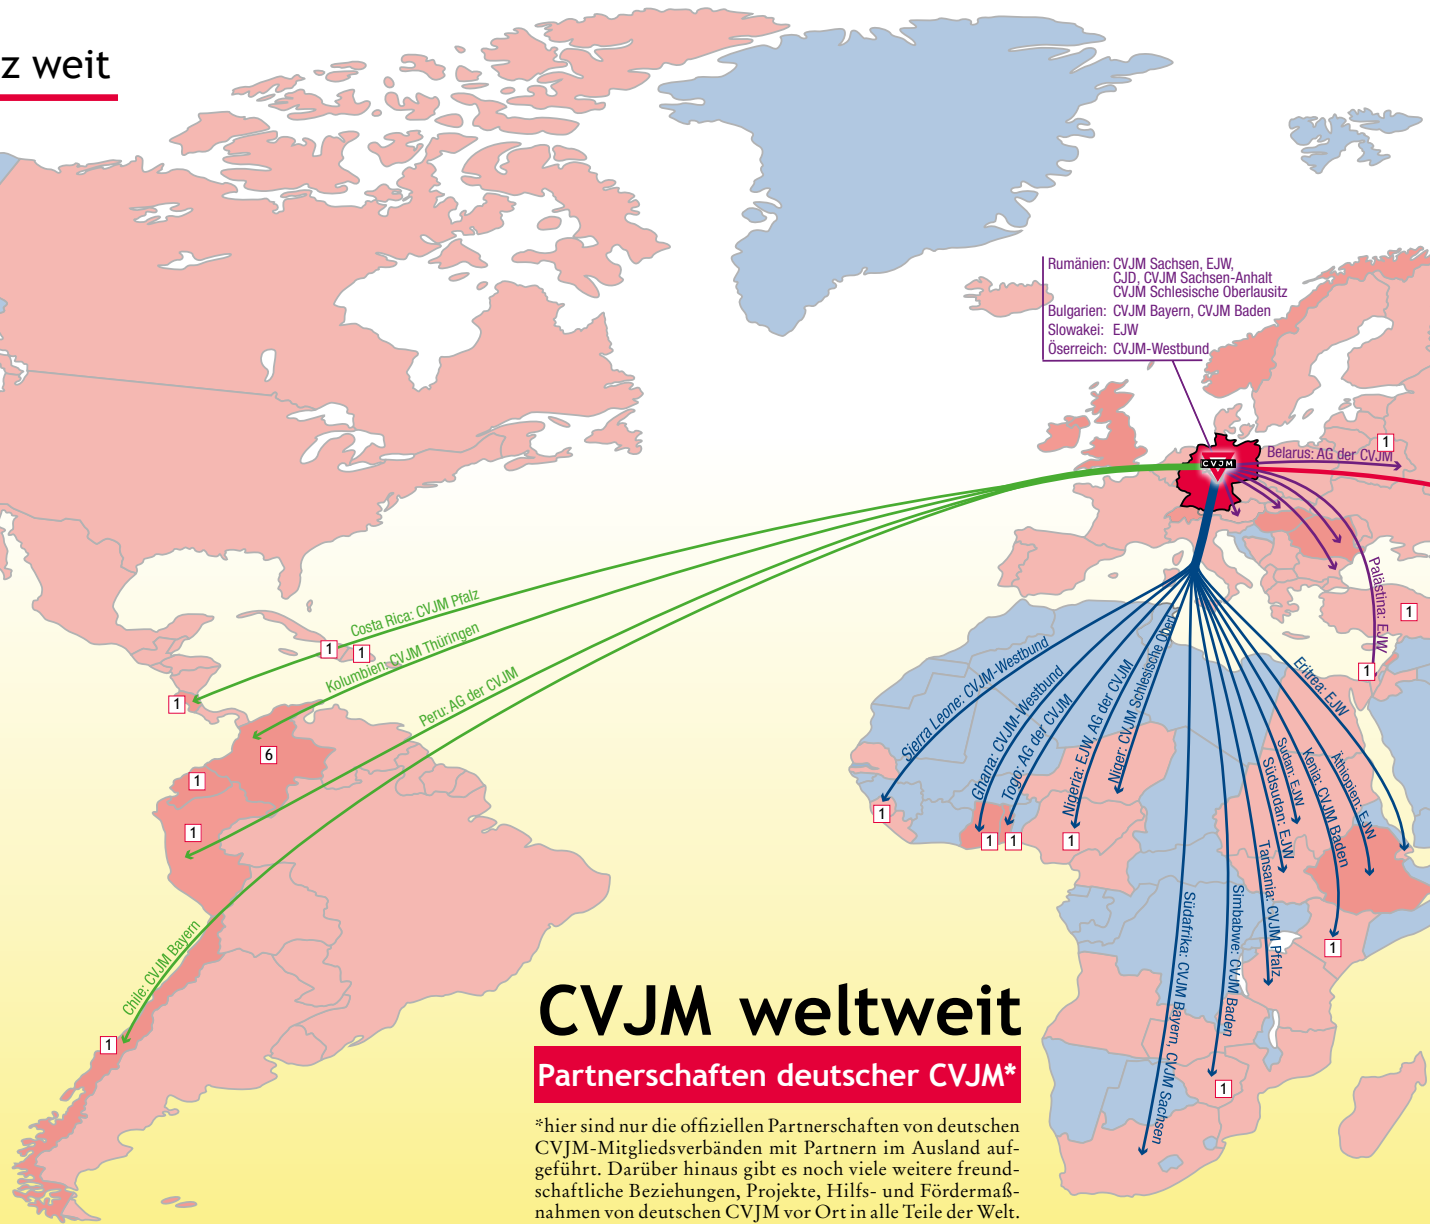 z weit
Rumänien: CVJM Sachsen, EJW,
CJD, CVJM Sachsen-Anhalt
CVJM Schlesische Oberlausitz
Bulgarien: CVJM Bayern, CVJM Baden
Slowakei: EJW
Öserreich: CVJM-Westbund
CVJM
Belarus: AG der CVJM
1
Palästina: EJW
1
1
Costa Rica: CVJM Pfalz
1
1
Kolumbien: CVJM Thüringen
1
Peru: AG der CVJM
6
1
1
Chile: CVJM Bayern
1
Sierra Leone: CVJM-Westbund
1
Ghana: CVJM-Westbund
1
Togo: AG der CVJM
1
Nigeria: EJW, AG der CVJM
1
Niger: CVJM Schlesische Ober
Südafrika: CVJM Bayern, CVJM Sachsen
Simbabwe: CVJM Baden
1
Tansania: CVJM Pfalz
Südsudan: EJW
Sudan: EJW
Kenia: CVJM Baden
1
Äthiopien: EJW
Eritrea: EJW
CVJM weltweit
Partnerschaften deutscher CVJM*
*hier sind nur die offiziellen Partnerschaften von deutschen
CVJM-Mitgliedsverbänden mit Partnern im Ausland auf-
geführt. Darüber hinaus gibt es noch viele weitere freund-
schaftliche Beziehungen, Projekte, Hilfs- und Fördermaß-
nahmen von deutschen CVJM vor Ort in alle Teile der Welt.